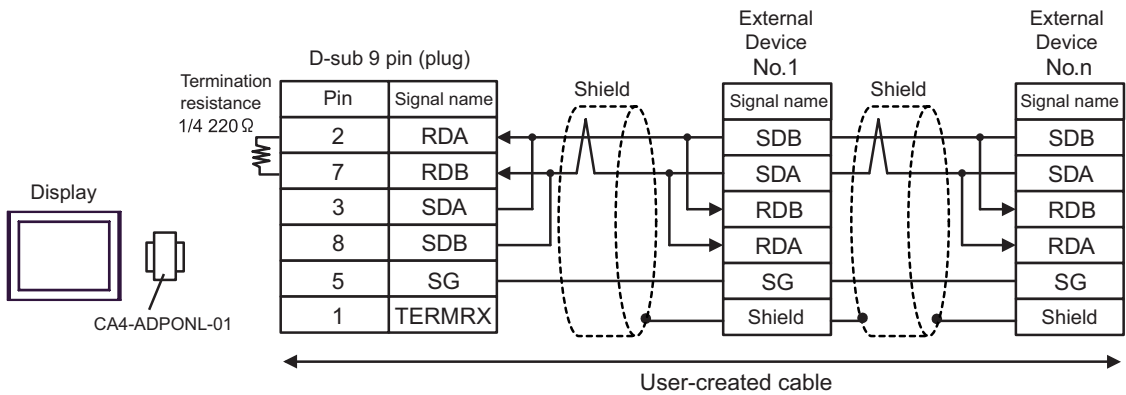 External
Device
No.1
External
Device
No.n
D-sub 9 pin (plug)
Termination
resistance
1/4 220Ω
Pin
Signal name
Shield
Signal name
Shield
Signal name
2
RDA
SDB
SDB
7
RDB
SDA
SDA
3
SDA
RDB
RDB
8
SDB
RDA
RDA
5
SG
SG
SG
1
TERMRX
Shield
Shield
Display
CA4-ADPONL-01
User-created cable